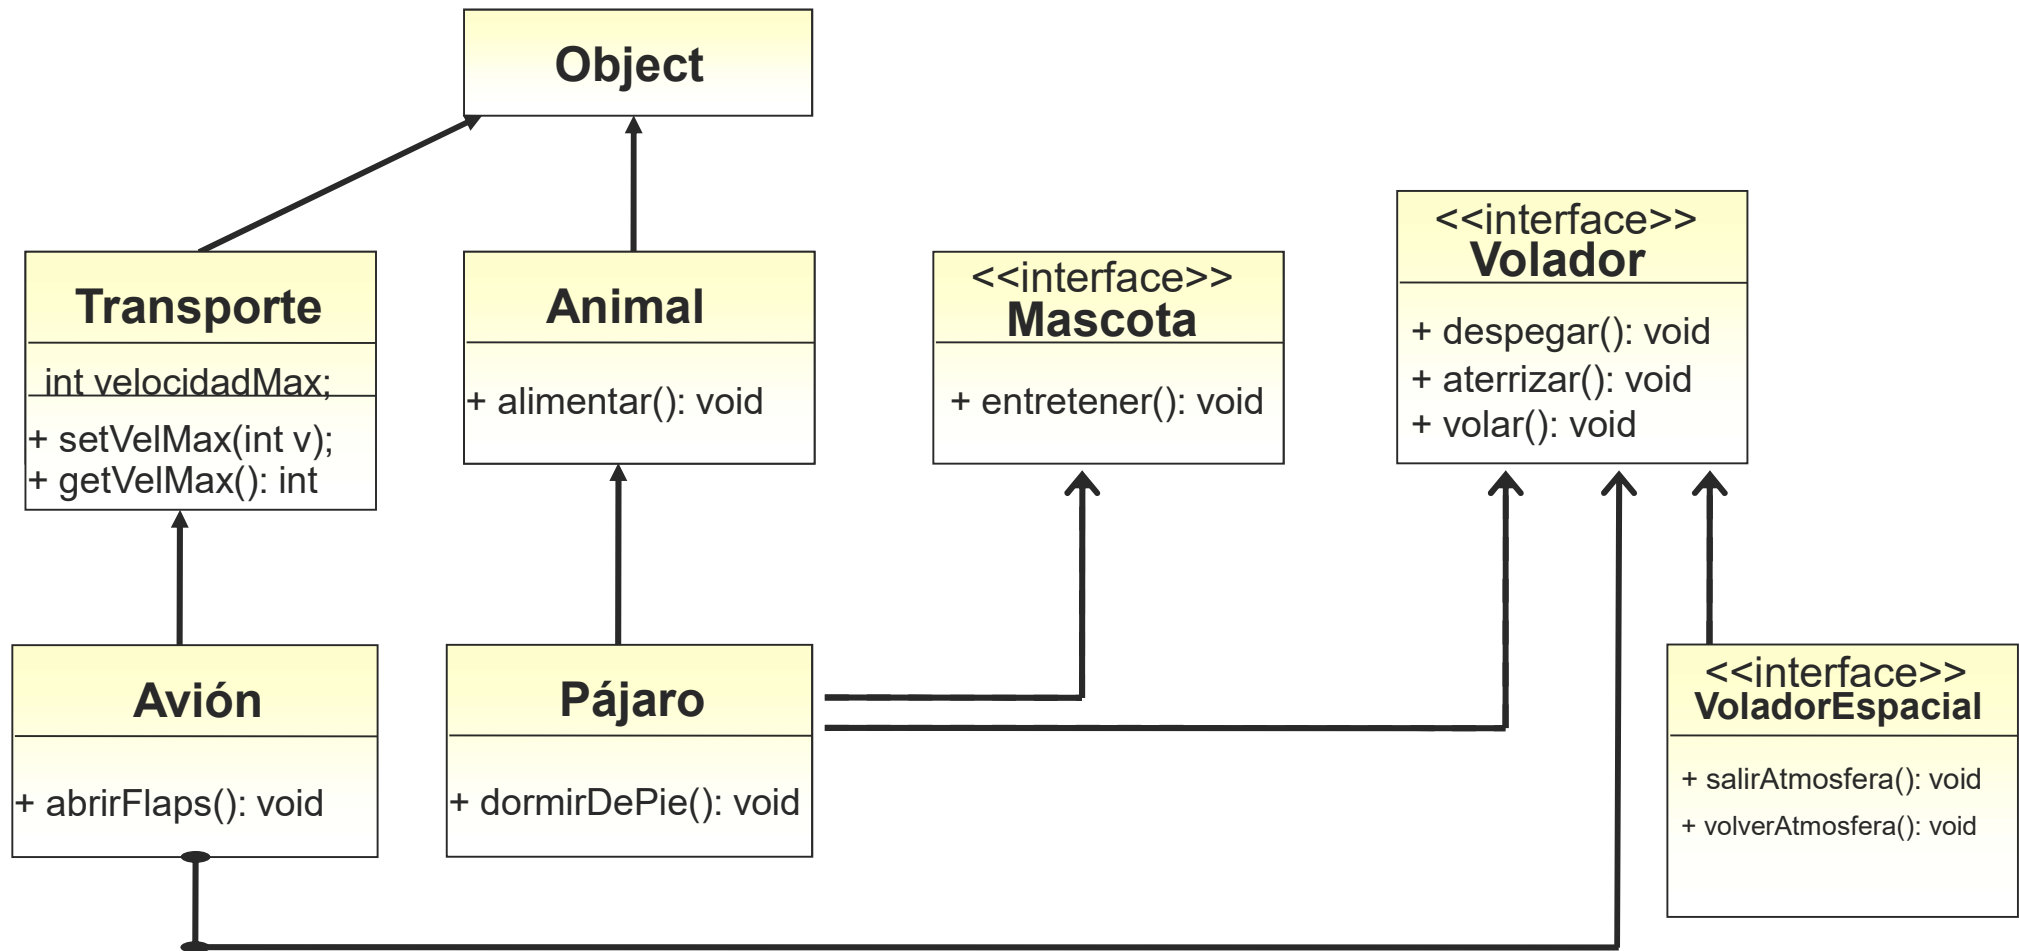 Object
Transporte
int velocidadMax;
+ setVelMax(int v);
+ getVelMax(): int
Animal
+ alimentar(): void
<<interface>>
Mascota
+ entretener(): void
<<interface>>
Volador
+ despegar(): void
+ aterrizar(): void
+ volar(): void
Avión
+ abrirFlaps(): void
Pájaro
+ dormirDePie(): void
<<interface>>
VoladorEspacial
+ salirAtmosfera(): void
+ volverAtmosfera(): void